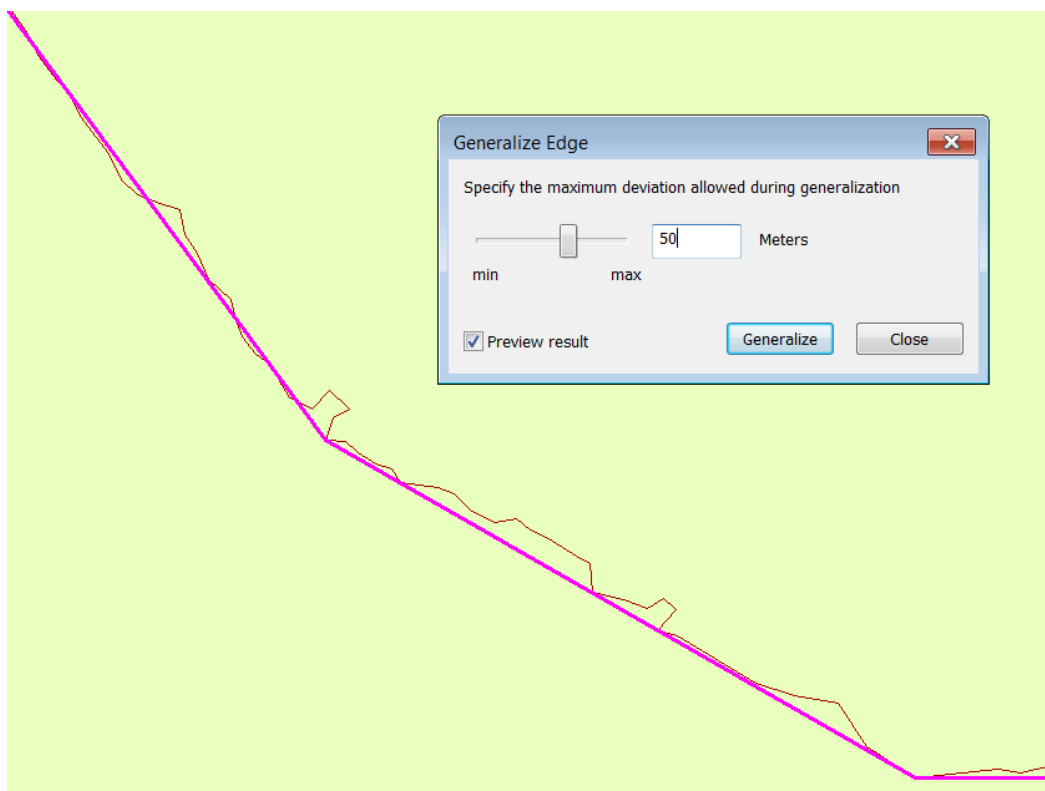 Generalize Edge
Specify the maximum deviation allowed during generalization
50 Meters
min max
Preview result Generalize Close